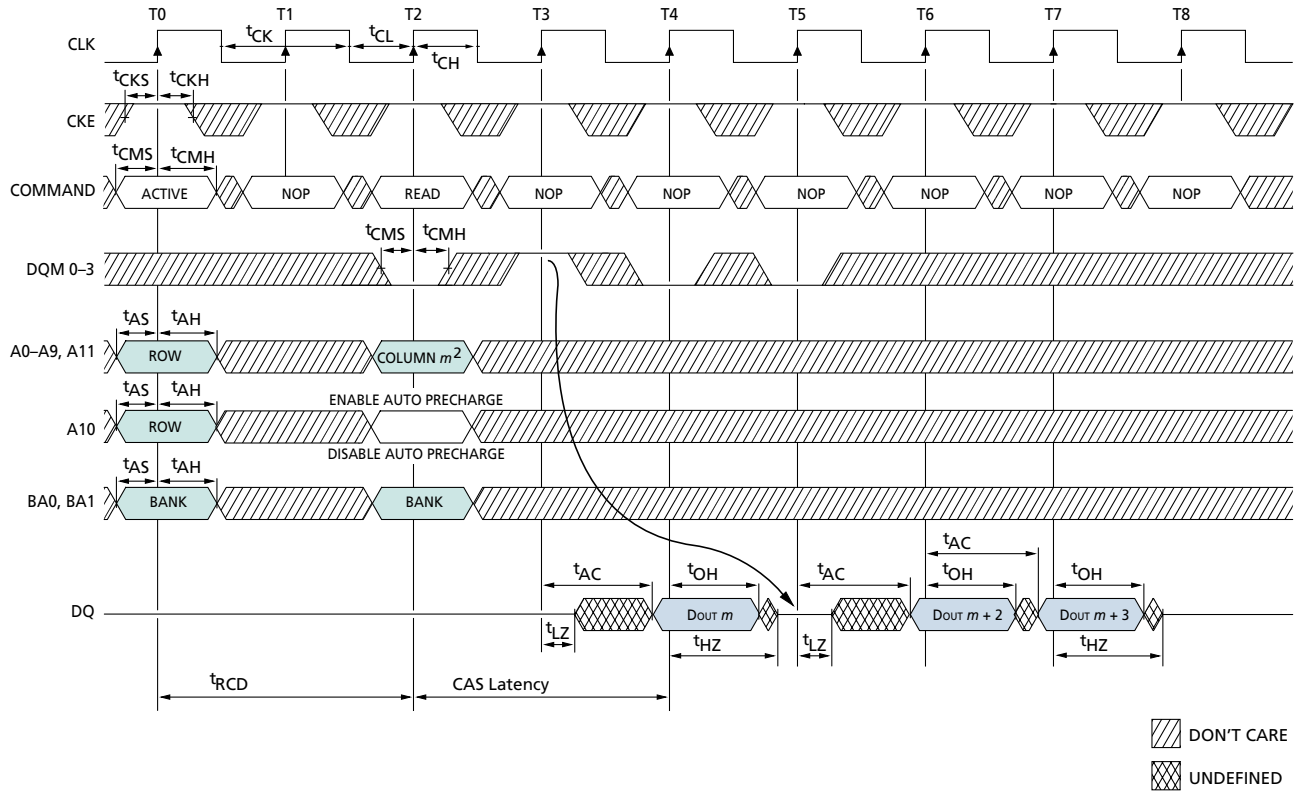 T0 T1 T2 T3 T4 T5 T6 T7 T8
CLK
tCK tCL
tCH
tCKS tCKH
CKE
tCMS tCMH
COMMAND ACTIVE NOP READ NOP NOP NOP NOP NOP NOP
tCMS tCMH
DQM 0–3
tAS tAH
A0–A9, A11 ROW COLUMN m2
tAS tAH ENABLE AUTO PRECHARGE
A10 ROW
DISABLE AUTO PRECHARGE
tAS tAH
BA0, BA1 BANK BANK
tAC
tAC tOH tAC tOH tOH
DQ DOUT m DOUT m + 2 DOUT m + 3
tLZ tHZ tLZ tHZ
tRCD CAS Latency
DON'T CARE
UNDEFINED